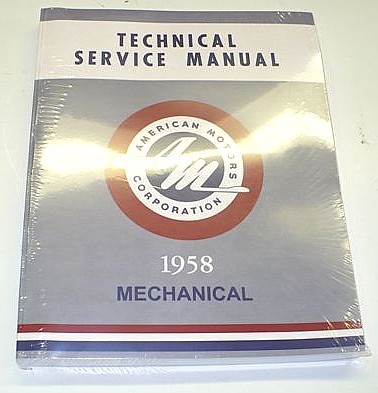 TECHNICAL
SERVICE MANUAL
AMERICAN MOTORS
AM
CORPORATION
1958
MECHANICAL